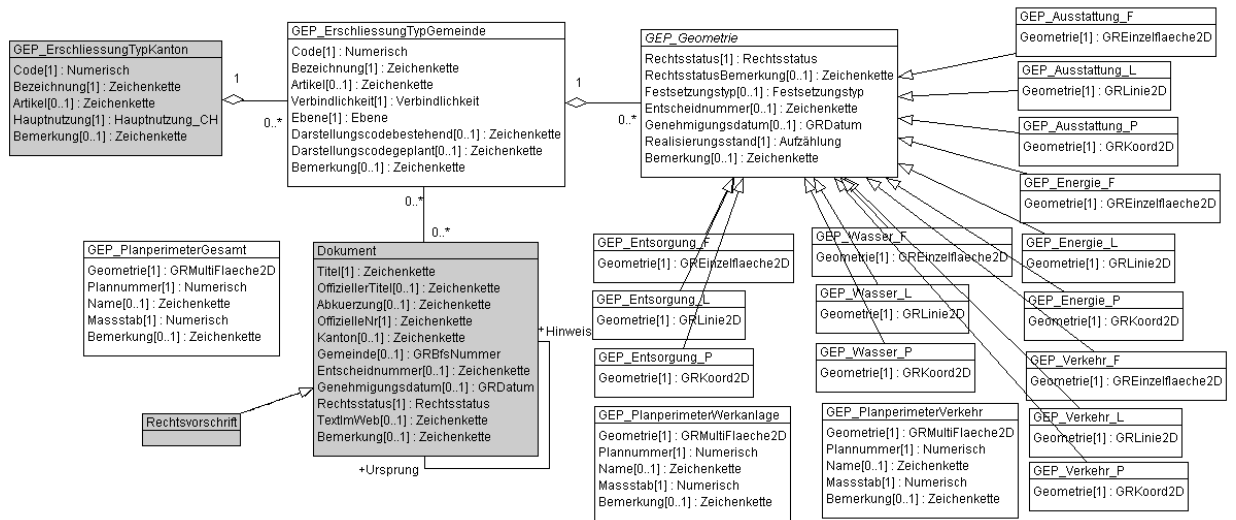 GEP_ErschliessungTypKanton
Code[1] : Numerisch
Bezeichnung[1] : Zeichenkette
Artikel[0..1] : Zeichenkette
Hauptnutzung[1] : Hauptnutzung_CH
Bemerkung[0..1] : Zeichenkette
1
0..*
GEP_ErschliessungTypGemeinde
Code[1] : Numerisch
Bezeichnung[1] : Zeichenkette
Artikel[0..1] : Zeichenkette
Verbindlichkeit[1] : Verbindlichkeit
Ebene[1] : Ebene
Darstellungscodebestehend[0..1] : Zeichenkette
Darstellungscodegeplant[0..1] : Zeichenkette
Bemerkung[0..1] : Zeichenkette
1
0..*
GEP_Geometrie
Rechtsstatus[1] : Rechtsstatus
RechtsstatusBemerkung[0..1] : Zeichenkette
Festsetzungstyp[0..1] : Festsetzungstyp
Entscheidnummer[0..1] : Zeichenkette
Genehmigungsdatum[0..1] : GRDatum
Realisierungsstand[1] : Aufzählung
Bemerkung[0..1] : Zeichenkette
GEP_Ausstattung_F
Geometrie[1] : GREinzelflaeche2D
GEP_Ausstattung_L
Geometrie[1] : GRLinie2D
GEP_Ausstattung_P
Geometrie[1] : GRKoord2D
GEP_Energie_F
Geometrie[1] : GREinzelflaeche2D
GEP_Energie_L
Geometrie[1] : GRLinie2D
GEP_Energie_P
Geometrie[1] : GRKoord2D
GEP_Verkehr_F
Geometrie[1] : GREinzelflaeche2D
GEP_Verkehr_L
Geometrie[1] : GRLinie2D
GEP_Verkehr_P
Geometrie[1] : GRKoord2D
0..*
0..*
GEP_PlanperimeterGesamt
Geometrie[1] : GRMultiFlaeche2D
Plannummer[1] : Numerisch
Name[0..1] : Zeichenkette
Massstab[1] : Numerisch
Bemerkung[0..1] : Zeichenkette
Rechtsvorschrift
Dokument
Titel[1] : Zeichenkette
OffiziellerTitel[0..1] : Zeichenkette
Abkuerzung[0..1] : Zeichenkette
OffizielleNr[1] : Zeichenkette
Kanton[0..1] : Zeichenkette
Gemeinde[0..1] : GRBfsNummer
Entscheidnummer[0..1] : Zeichenkette
Genehmigungsdatum[0..1] : GRDatum
Rechtsstatus[1] : Rechtsstatus
TextImWeb[0..1] : Zeichenkette
Bemerkung[0..1] : Zeichenkette
+Hinweis
+Ursprung
GEP_Entsorgung_F
Geometrie[1] : GREinzelflaeche2D
GEP_Entsorgung_L
Geometrie[1] : GRLinie2D
GEP_Entsorgung_P
Geometrie[1] : GRKoord2D
GEP_PlanperimeterWerkanlage
Geometrie[1] : GRMultiFlaeche2D
Plannummer[1] : Numerisch
Name[0..1] : Zeichenkette
Massstab[1] : Numerisch
Bemerkung[0..1] : Zeichenkette
GEP_Wasser_F
Geometrie[1] : GREinzelflaeche2D
GEP_Wasser_L
Geometrie[1] : GRLinie2D
GEP_Wasser_P
Geometrie[1] : GRKoord2D
GEP_PlanperimeterVerkehr
Geometrie[1] : GRMultiFlaeche2D
Plannummer[1] : Numerisch
Name[0..1] : Zeichenkette
Massstab[1] : Numerisch
Bemerkung[0..1] : Zeichenkette